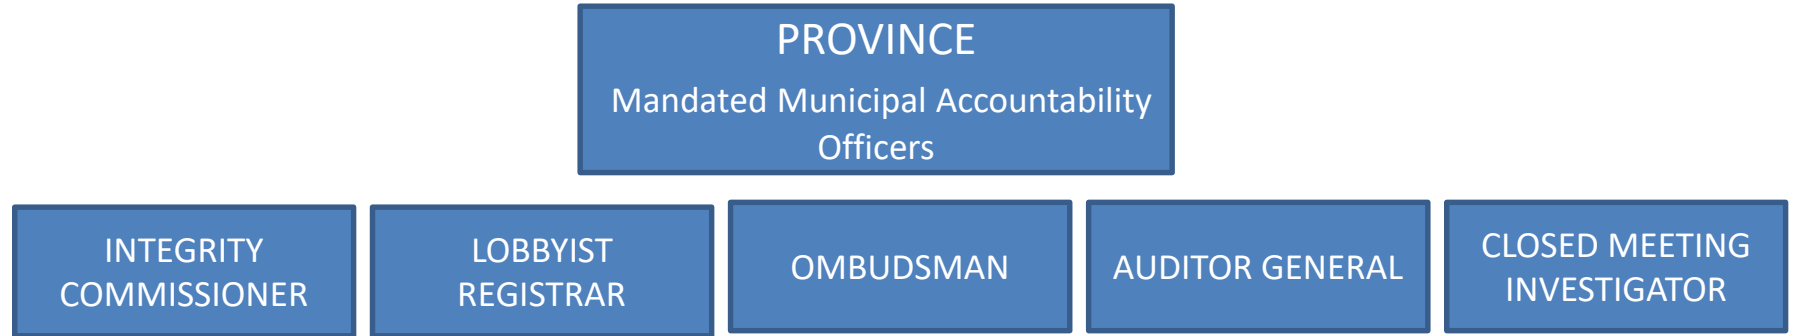 PROVINCE
Mandated Municipal Accountability
Officers
INTEGRITY
COMMISSIONER
LOBBYIST
REGISTRAR
OMBUDSMAN
AUDITOR GENERAL
CLOSED MEETING
INVESTIGATOR